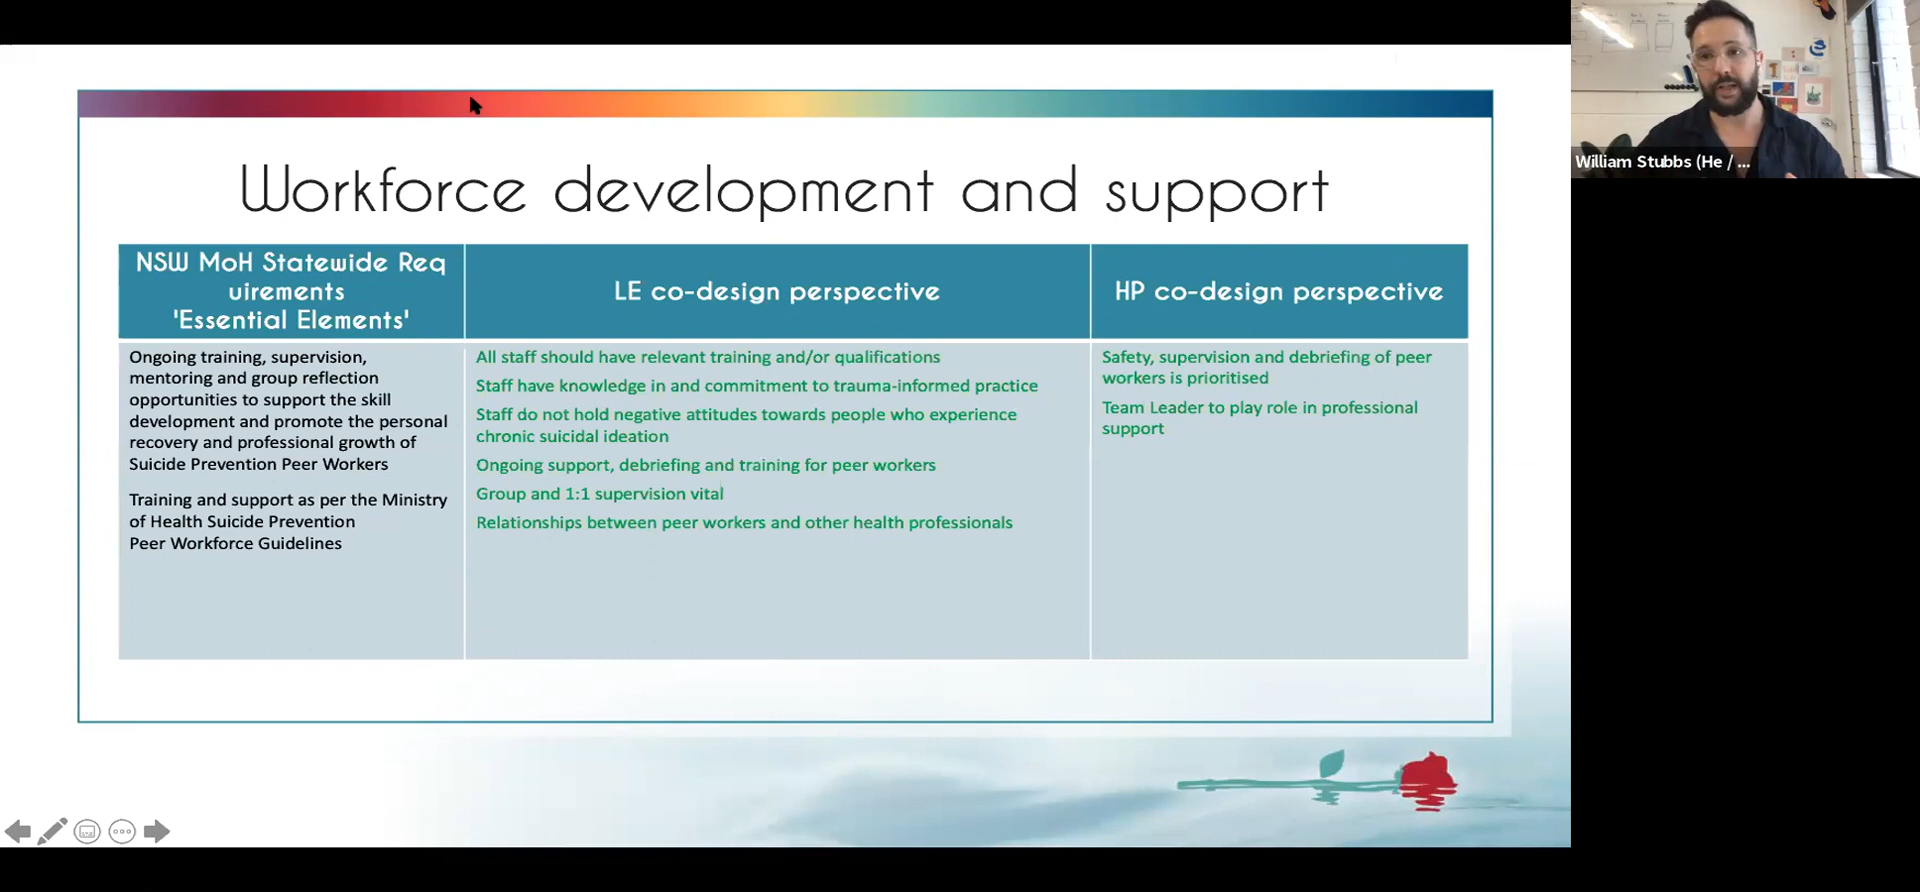 William Stubbs (He / ...
Workforce development and support
NSW MoH Statewide Req
uirements
'Essential Elements'
LE co-design perspective
HP co-design perspective
Ongoing training, supervision,
mentoring and group reflection
opportunities to support the skill
development and promote the personal
recovery and professional growth of
Suicide Prevention Peer Workers
Training and support as per the Ministry
of Health Suicide Prevention
Peer Workforce Guidelines
All staff should have relevant training and/or qualifications
Staff have knowledge in and commitment to trauma-informed practice
Staff do not hold negative attitudes towards people who experience
chronic suicidal ideation
Ongoing support, debriefing and training for peer workers
Group and 1:1 supervision vital
Relationships between peer workers and other health professionals
Safety, supervision and debriefing of peer
workers is prioritised
Team Leader to play role in professional
support